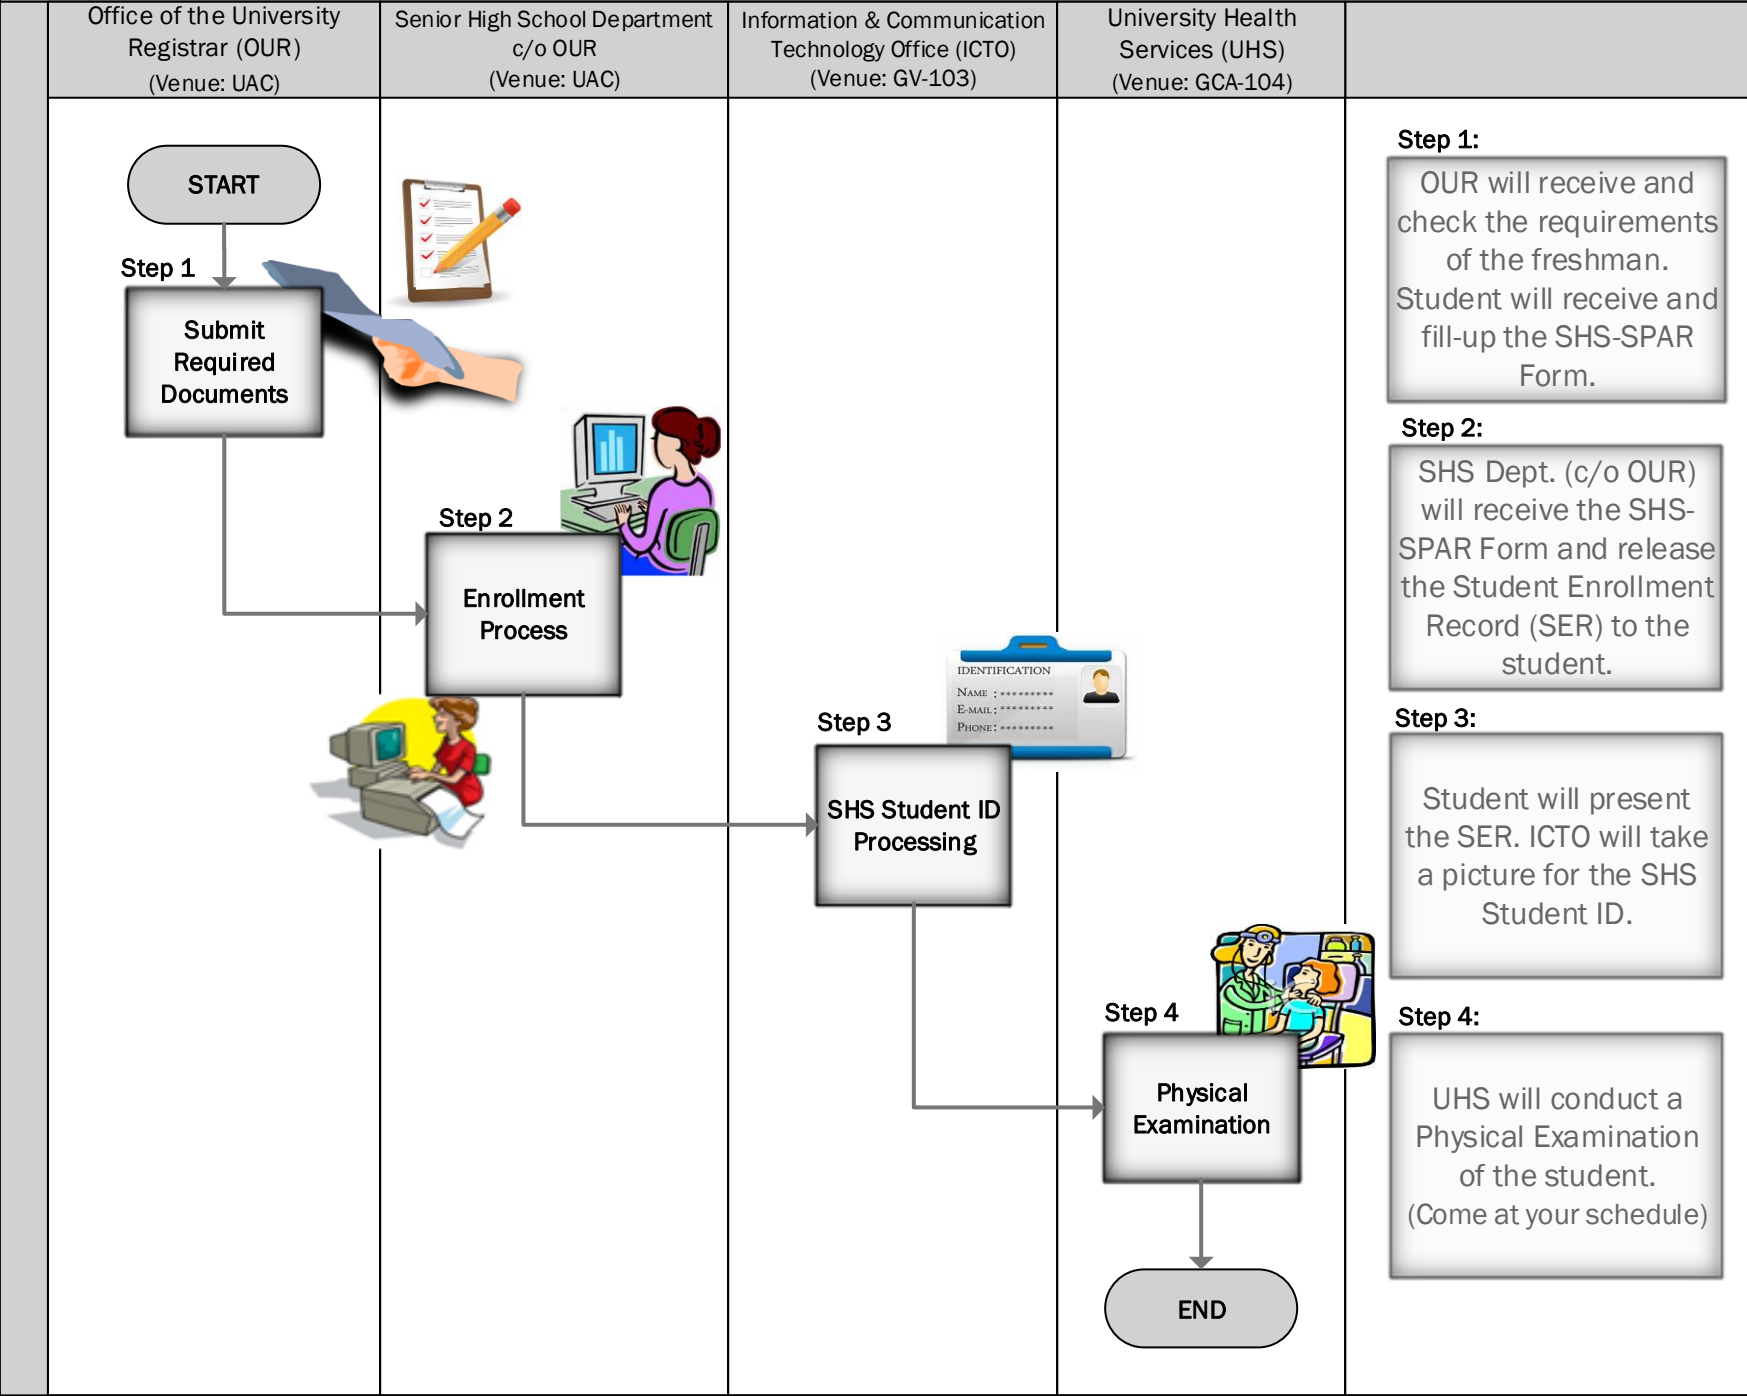 Office of the University
Registrar (OUR)
(Venue: UAC)
Senior High School Department
c/o OUR
(Venue: UAC)
Information & Communication
Technology Office (ICTO)
(Venue: GV-103)
University Health
Services (UHS)
(Venue: GCA-104)
START
Step 1
Submit
Required
Documents
Step 2
Enrollment
Process
Step 3
SHS Student ID
Processing
IDENTIFICATION
NAME : *********
E-MAIL: *********
PHONE: *********
Step 4
Physical
Examination
END
Step 1:
OUR will receive and
check the requirements
of the freshman.
Student will receive and
fill-up the SHS-SPAR
Form.
Step 2:
SHS Dept. (c/o OUR)
will receive the SHS-
SPAR Form and release
the Student Enrollment
Record (SER) to the
student.
Step 3:
Student will present
the SER. ICTO will take
a picture for the SHS
Student ID.
Step 4:
UHS will conduct a
Physical Examination
of the student.
(Come at your schedule)